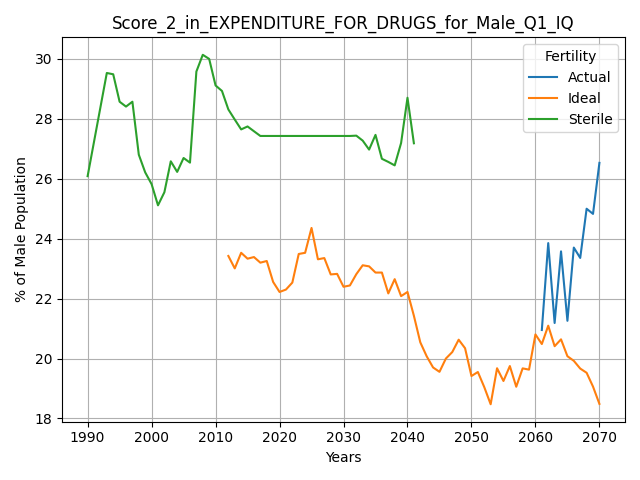 Score_2_in_EXPENDITURE_FOR_DRUGS_for_Male_Q1_IQ
Fertility
Actual
Ideal
Sterile
% of Male Population
30
28
26
24
22
20
18
1990 2000 2010 2020 2030 2040 2050 2060 2070
Years